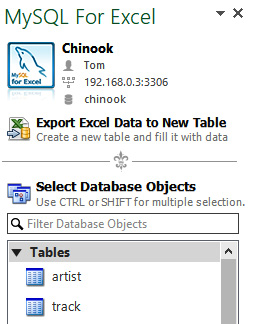 MySQL For Excel
Chinook
Tom
192.168.0.3:3306
chinook
MySQL
for Excel
Export Excel Data to New Table
Create a new table and fill it with data
Select Database Objects
Use CTRL or SHIFT for multiple selection.
Filter Database Objects
Tables
artist
track